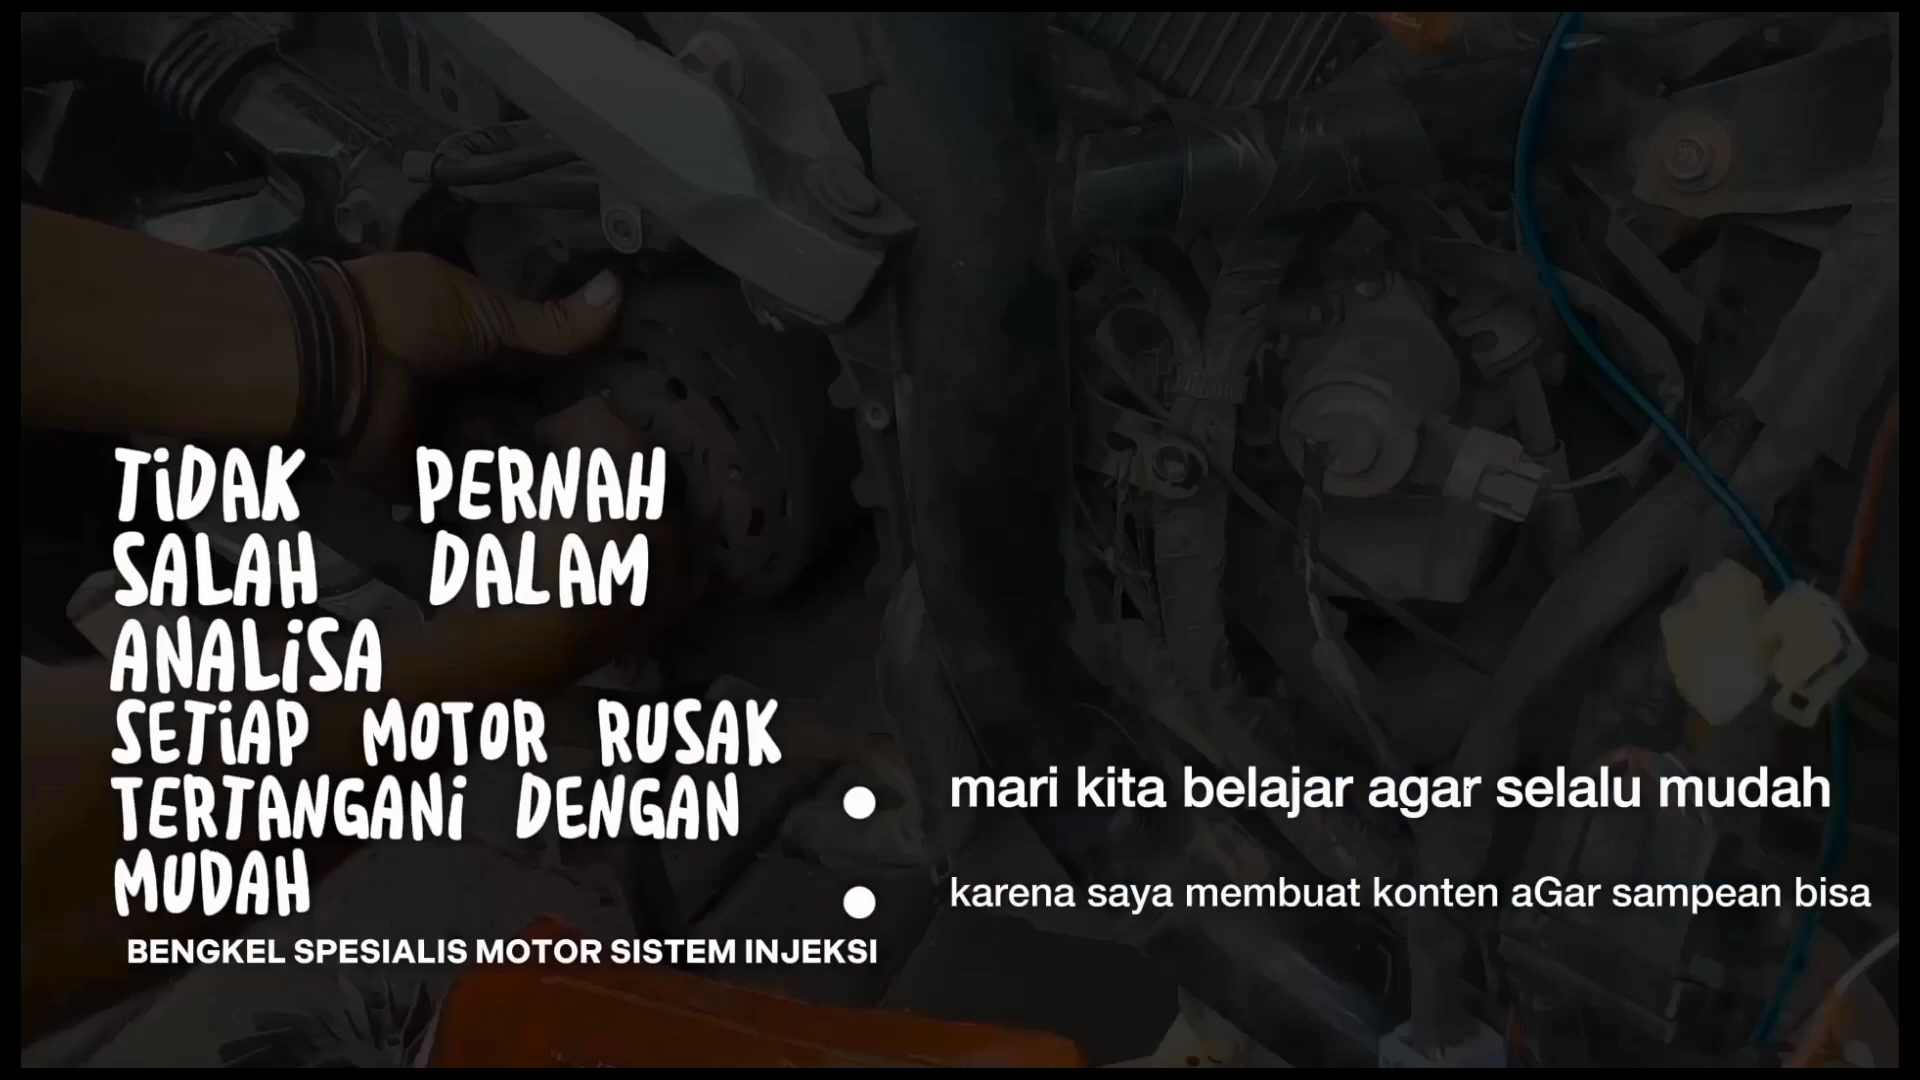 TiDAK PERNAH
SALAH DALAM
ANALiSA
SETiAP MOTOR RUSAK
TERTANGANi DENGAN
MUDAH
BENGKEL SPESIALIS MOTOR SISTEM INJEKSI
● mari kita belajar agar selalu mudah
● karena saya membuat konten aGar sampean bisa